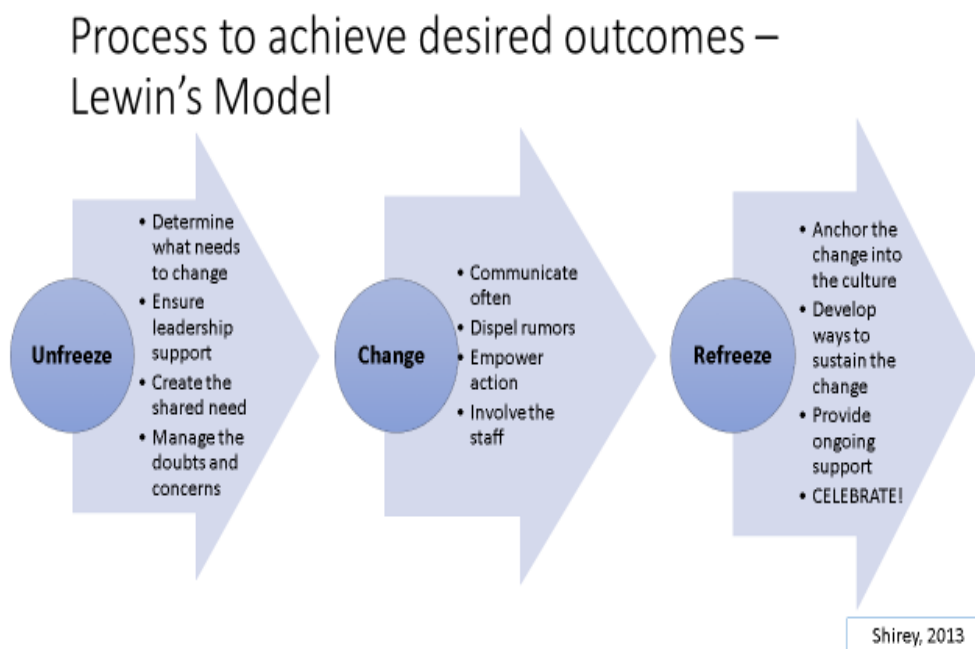 Process to achieve desired outcomes –
Lewin's Model
Unfreeze
• Determine
what needs
to change
• Ensure
leadership
support
• Create the
shared need
• Manage the
doubts and
concerns
Change
• Communicate
often
• Dispel rumors
• Empower
action
• Involve the
staff
Refreeze
• Anchor the
change into
the culture
• Develop
ways to
sustain the
change
• Provide
ongoing
support
• CELEBRATE!
Shirey, 2013